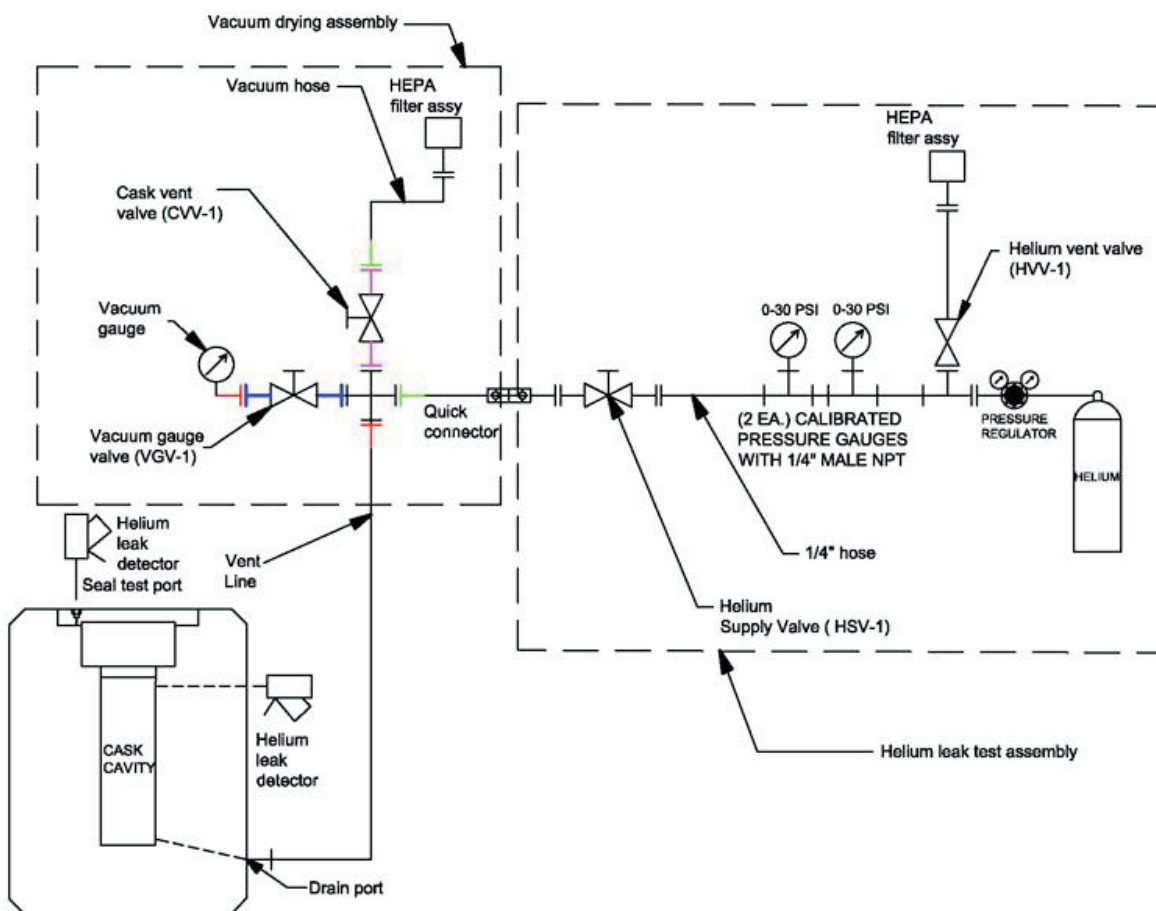 Vacuum drying assembly
Vacuum hose
HEPA
filter assy
Cask vent
valve (CVV-1)
Vacuum
gauge
Vacuum gauge
valve (VGV-1)
Quick
connector
HEPA
filter assy
Helium vent valve
(HVV-1)
0-30 PSI
0-30 PSI
(2 EA.) CALIBRATED
PRESSURE GAUGES
WITH 1/4" MALE NPT
PRESSURE
REGULATOR
HELIUM
Helium
leak
detector
Seal test port
Vent
Line
1/4" hose
Helium
Supply Valve ( HSV-1)
CASK
CAVITY
Helium
leak
detector
Helium leak test assembly
Drain port